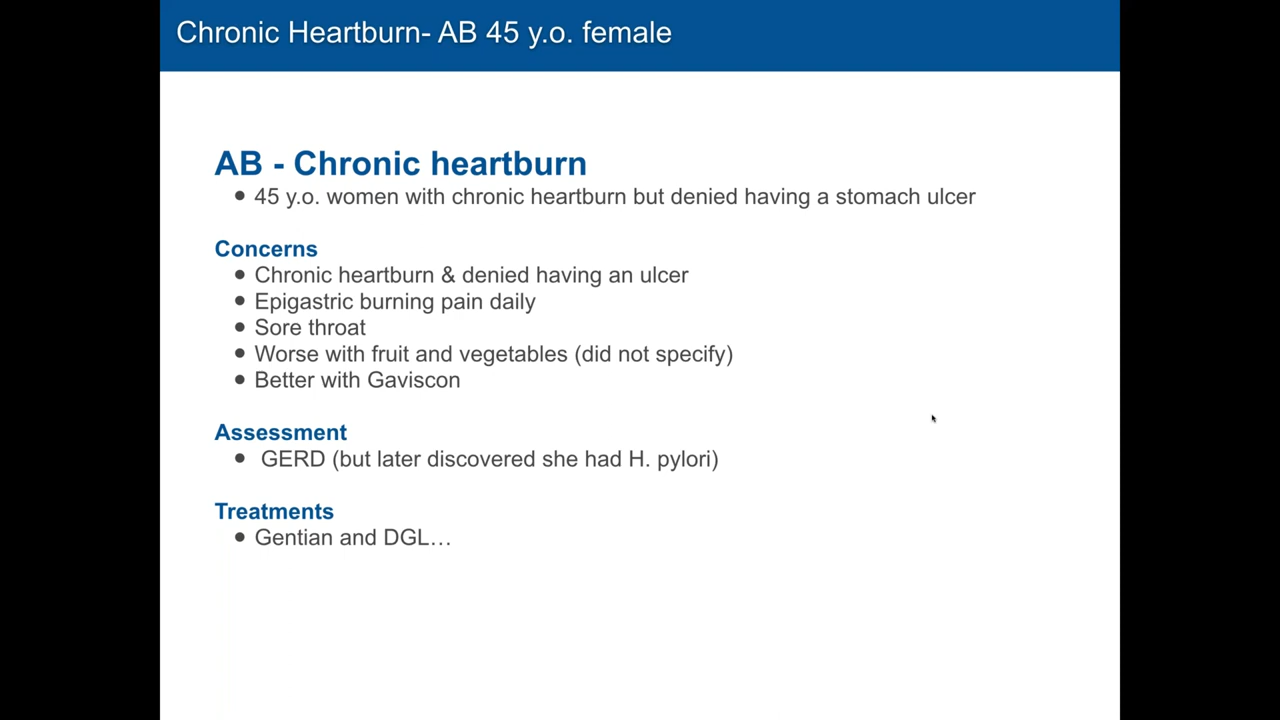 Chronic Heartburn- AB 45 y.o. female
AB - Chronic heartburn
• 45 y.o. women with chronic heartburn but denied having a stomach ulcer
Concerns
• Chronic heartburn & denied having an ulcer
• Epigastric burning pain daily
• Sore throat
• Worse with fruit and vegetables (did not specify)
• Better with Gaviscon
Assessment
• GERD (but later discovered she had H. pylori)
Treatments
• Gentian and DGL…